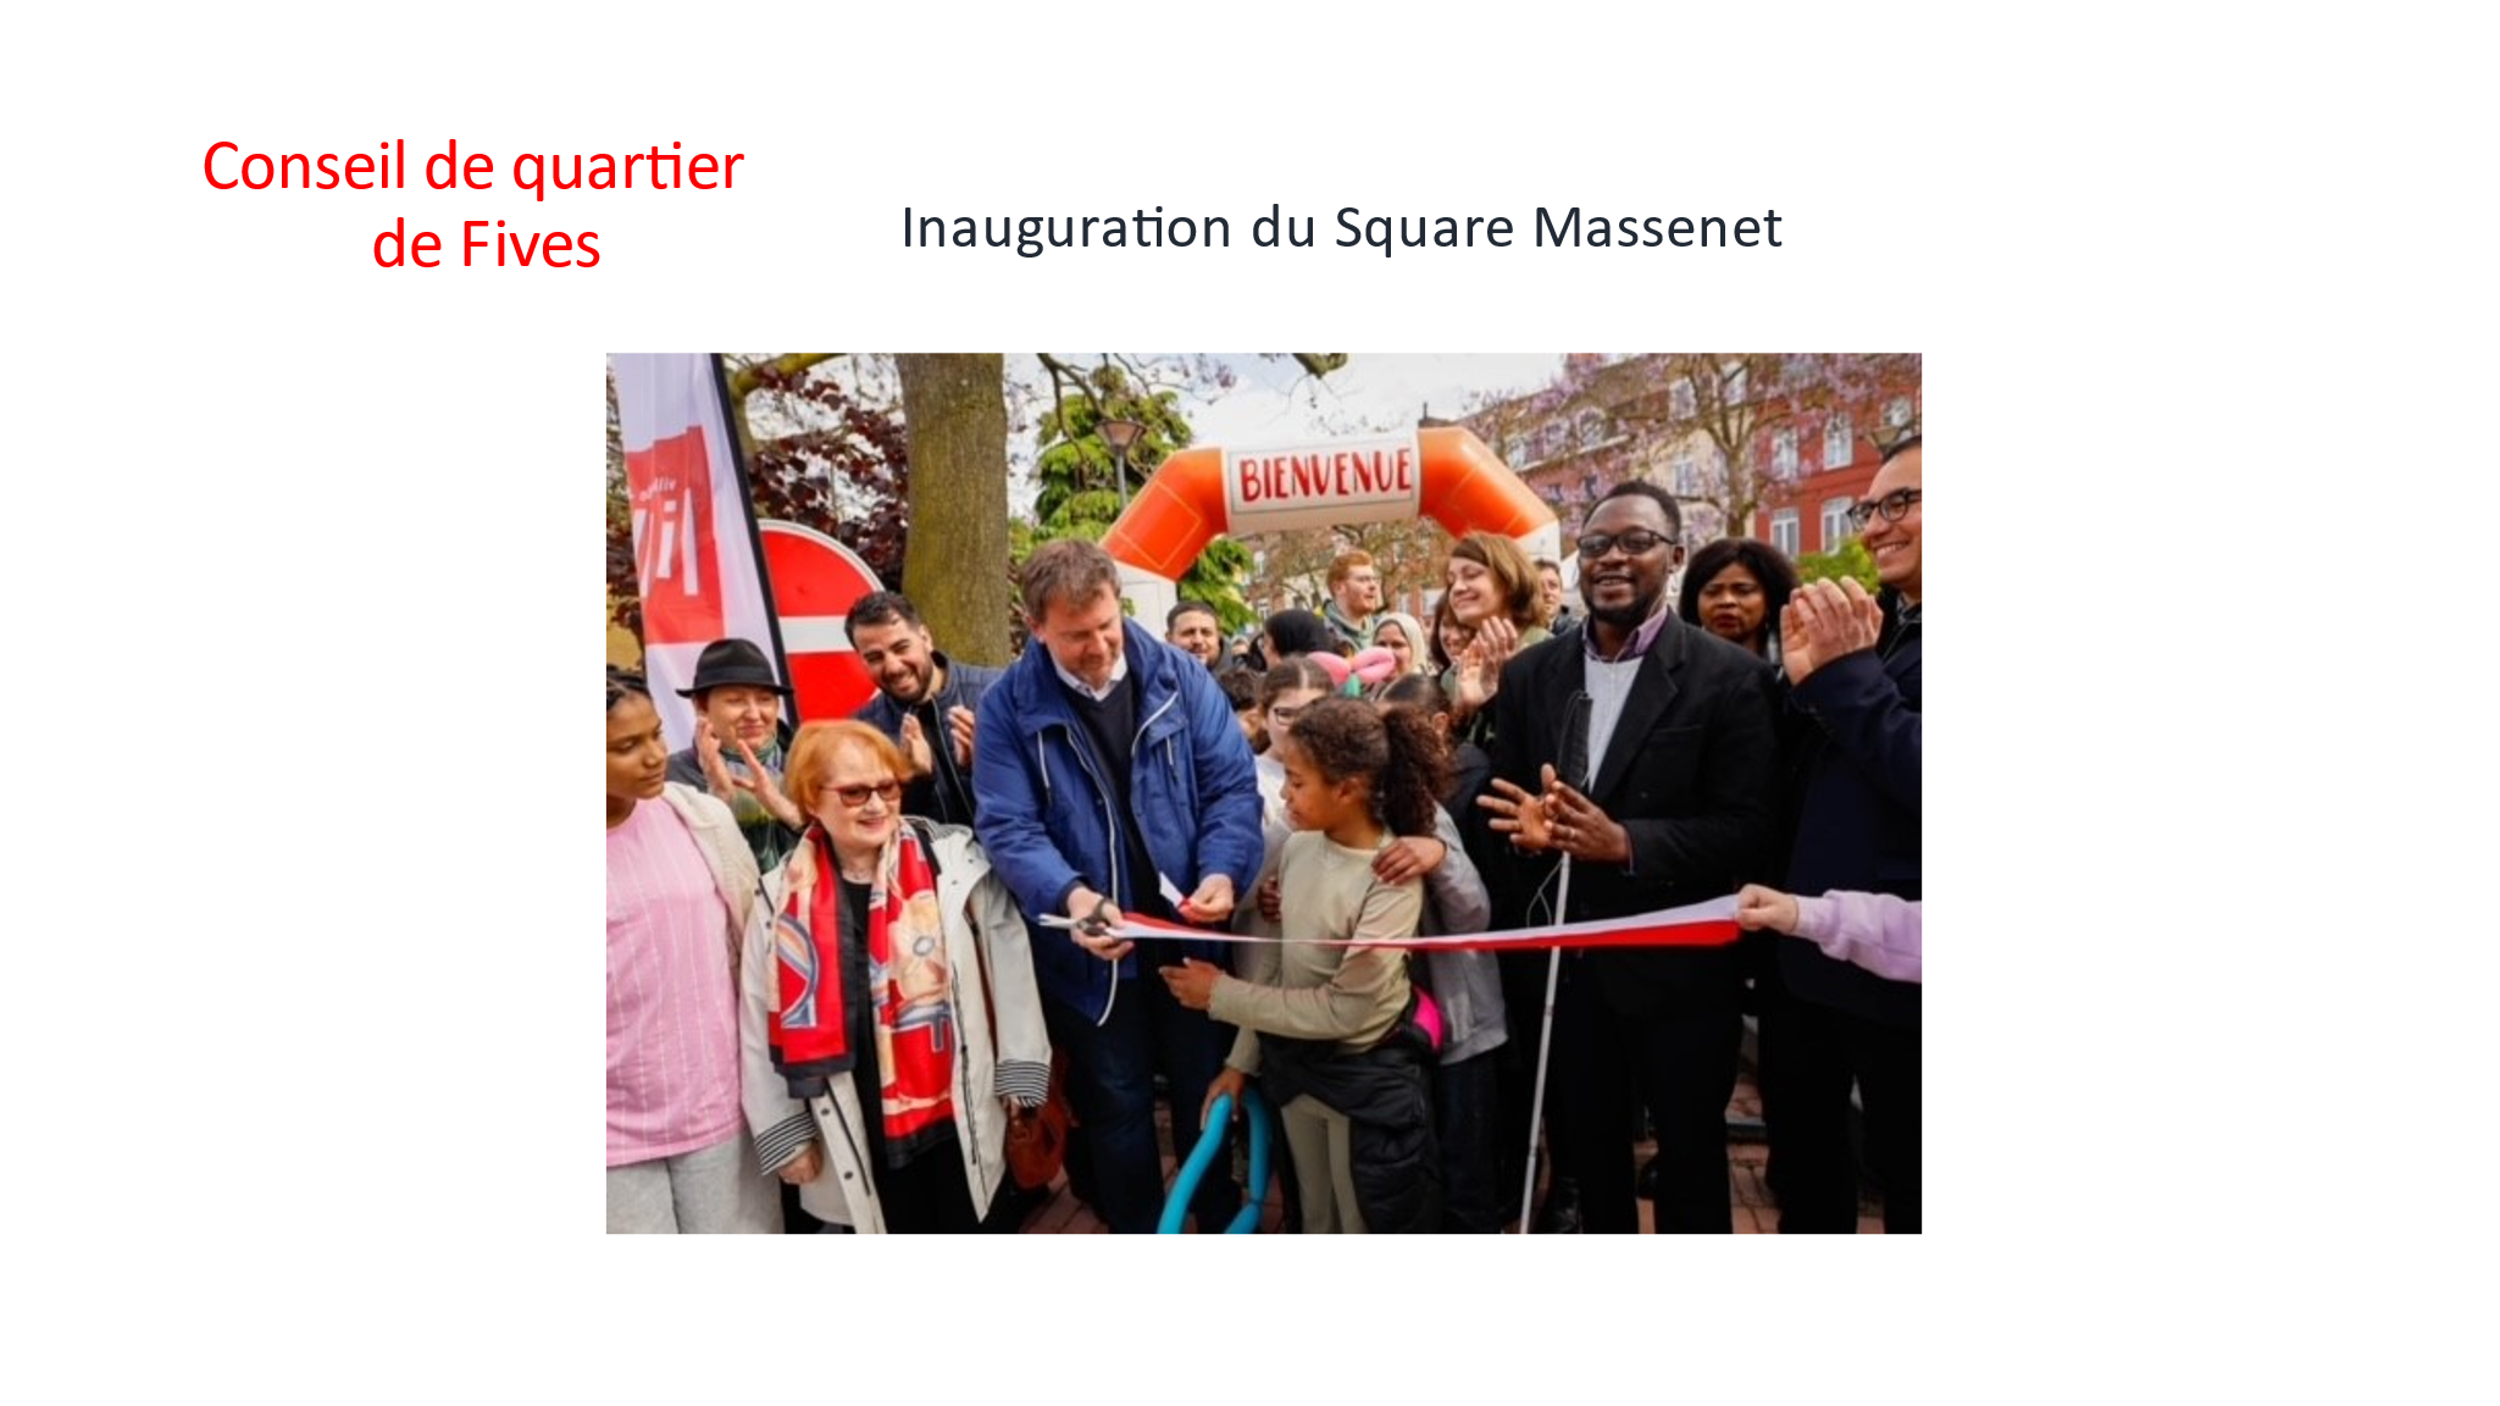 Conseil de quartier
de Fives
Inauguration du Square Massenet
BIENVENUE